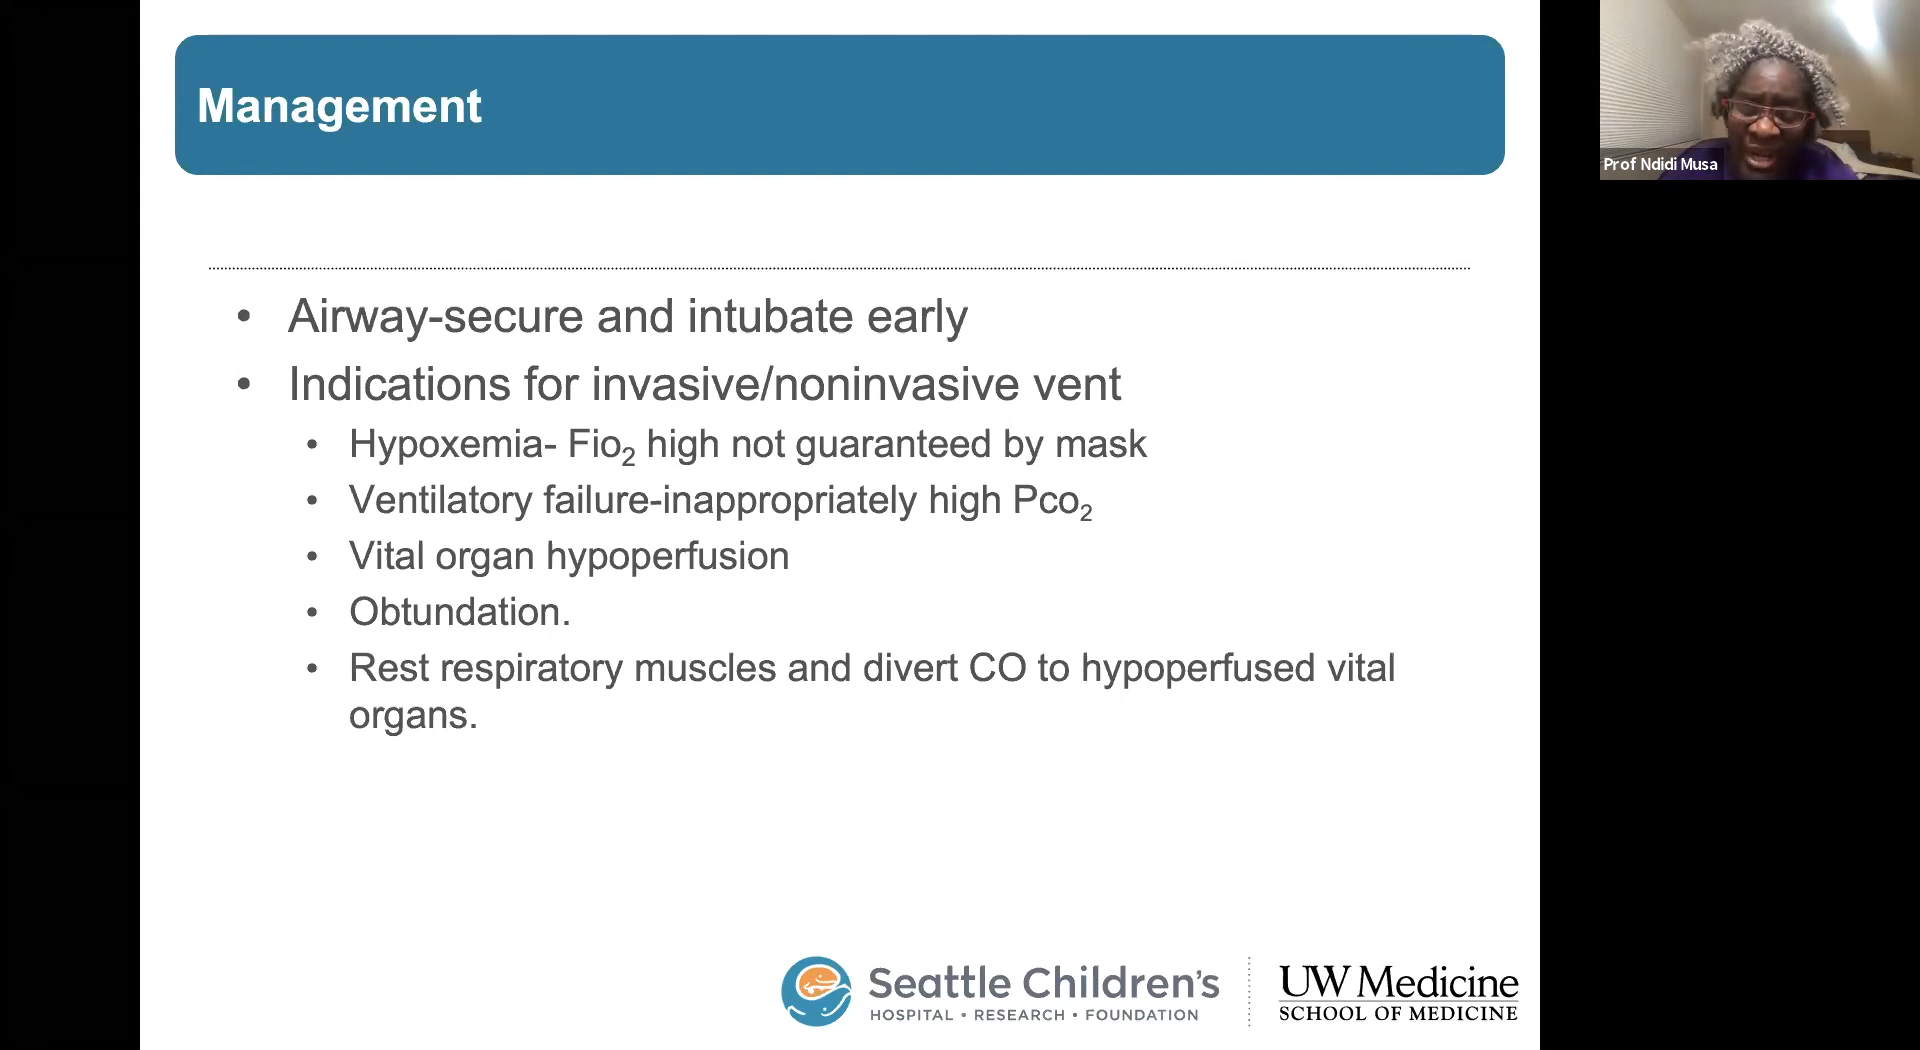 Management
Prof Ndidi Musa
• Airway-secure and intubate early
• Indications for invasive/noninvasive vent
• Hypoxemia- Fio₂ high not guaranteed by mask
• Ventilatory failure-inappropriately high Pco₂
• Vital organ hypoperfusion
• Obtundation.
• Rest respiratory muscles and divert CO to hypoperfused vital
organs.
Seattle Children's
HOSPITAL • RESEARCH • FOUNDATION
UW Medicine
SCHOOL OF MEDICINE